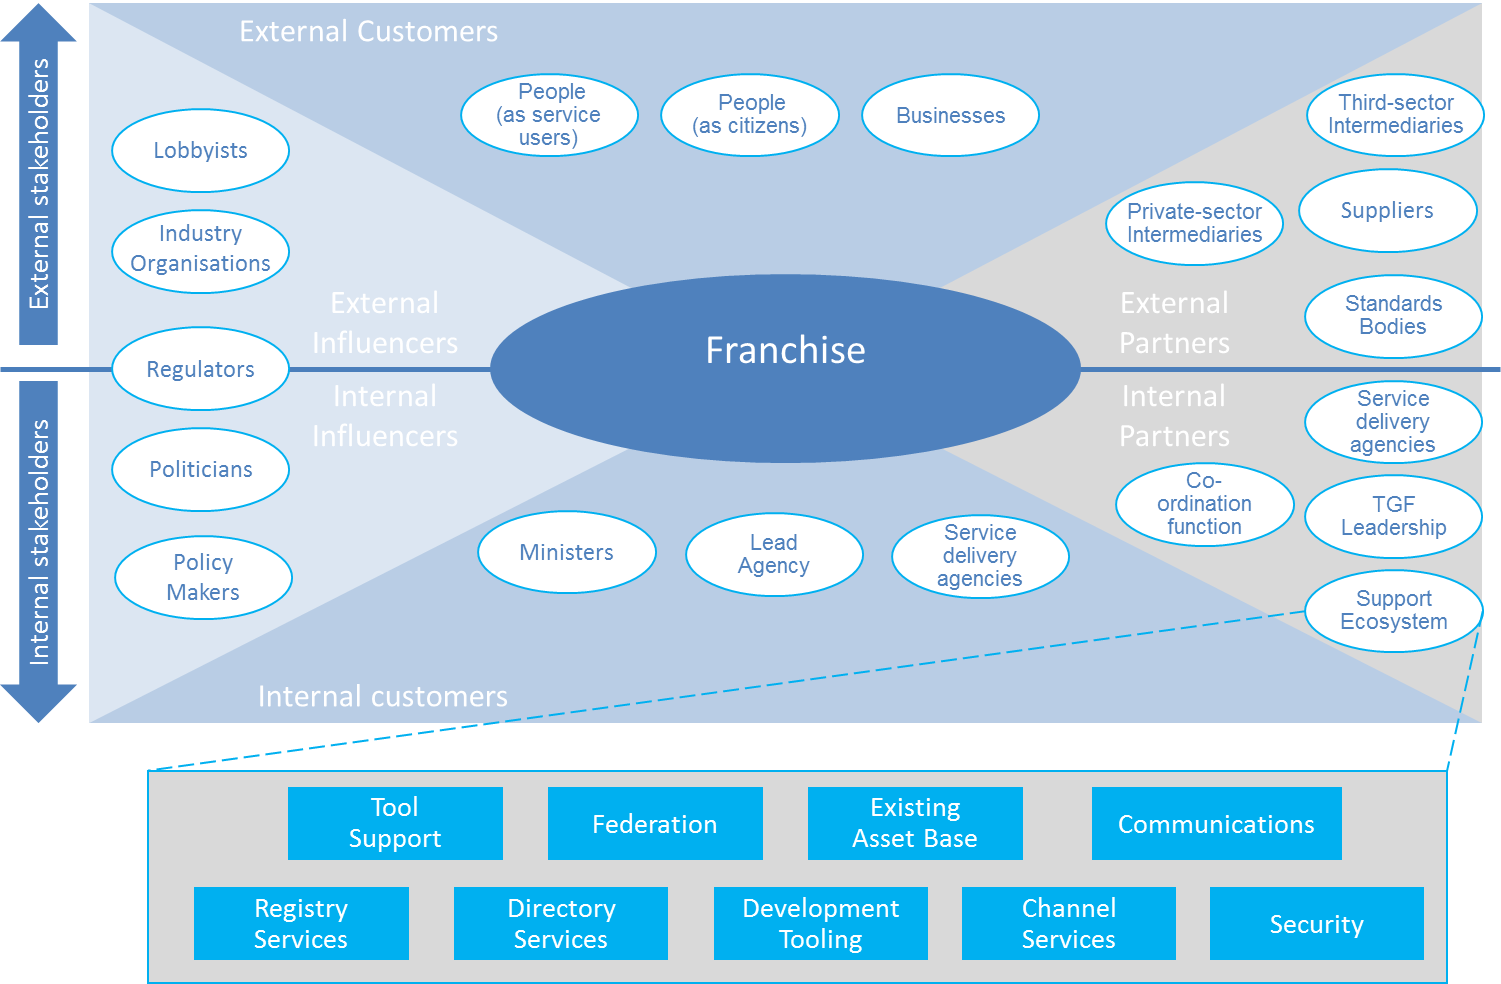 External Customers
External stakeholders
People
(as service
users)
People
(as citizens)
Businesses
Third-sector
Intermediaries
Lobbyists
Private-sector
Intermediaries
Suppliers
Industry
Organisations
External
Influencers
External
Partners
Standards
Bodies
Franchise
Regulators
Internal
Influencers
Internal
Partners
Service
delivery
agencies
Internal stakeholders
Politicians
Co-
ordination
function
TGF
Leadership
Policy
Makers
Ministers
Lead
Agency
Service
delivery
agencies
Support
Ecosystem
Internal customers
Tool
Support
Federation
Existing
Asset Base
Communications
Registry
Services
Directory
Services
Development
Tooling
Channel
Services
Security